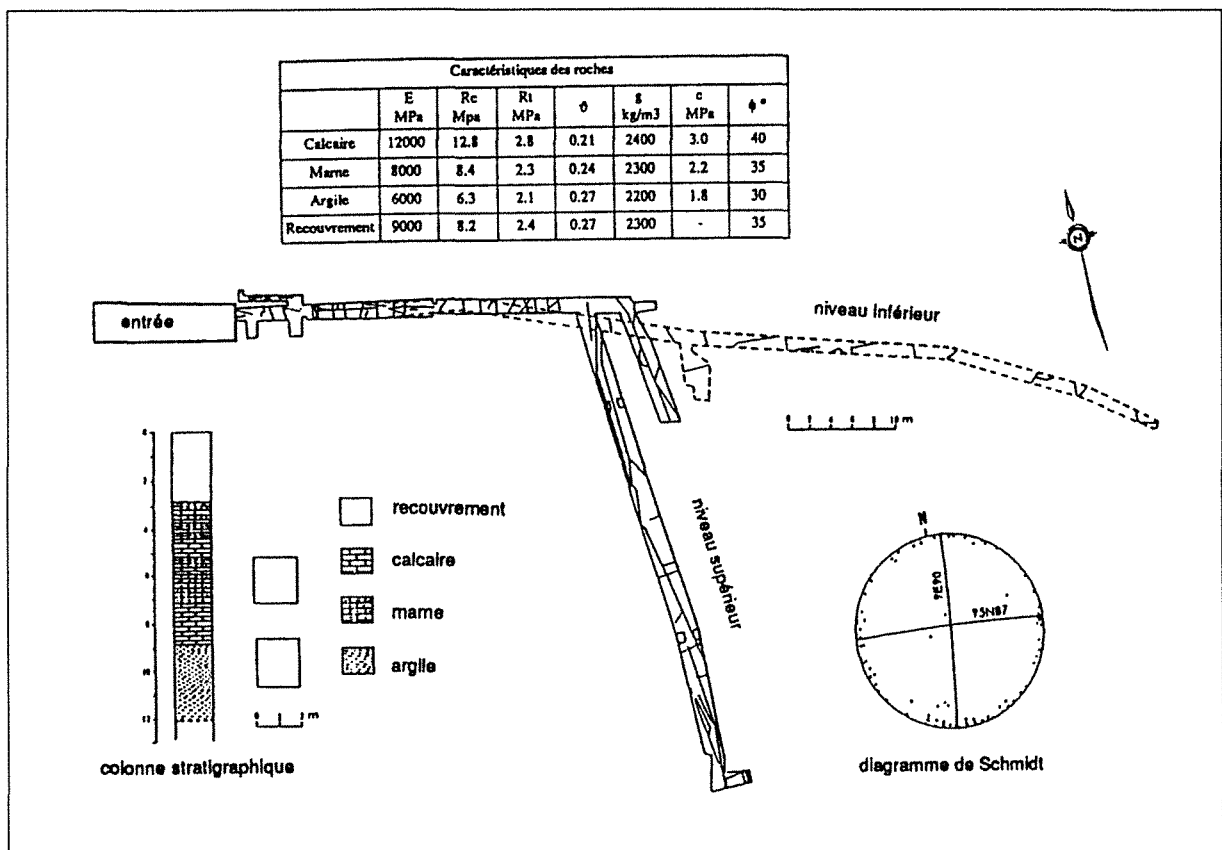 Caractéristiques des roches
E MPa Rc Mpa Rt MPa ϑ g kg/m3 c MPa ϕ °
Calcaire 12000 12.8 2.8 0.21 2400 3.0 40
Marne 8000 8.4 2.3 0.24 2300 2.2 35
Argile 6000 6.3 2.1 0.27 2200 1.8 30
Recouvrement 9000 8.2 2.4 0.27 2300 - 35
N
entrée
niveau inférieur
m
niveau supérieur
recouvrement
calcaire
marne
argile
m
colonne stratigraphique
N
9E90
95N87
diagramme de Schmidt